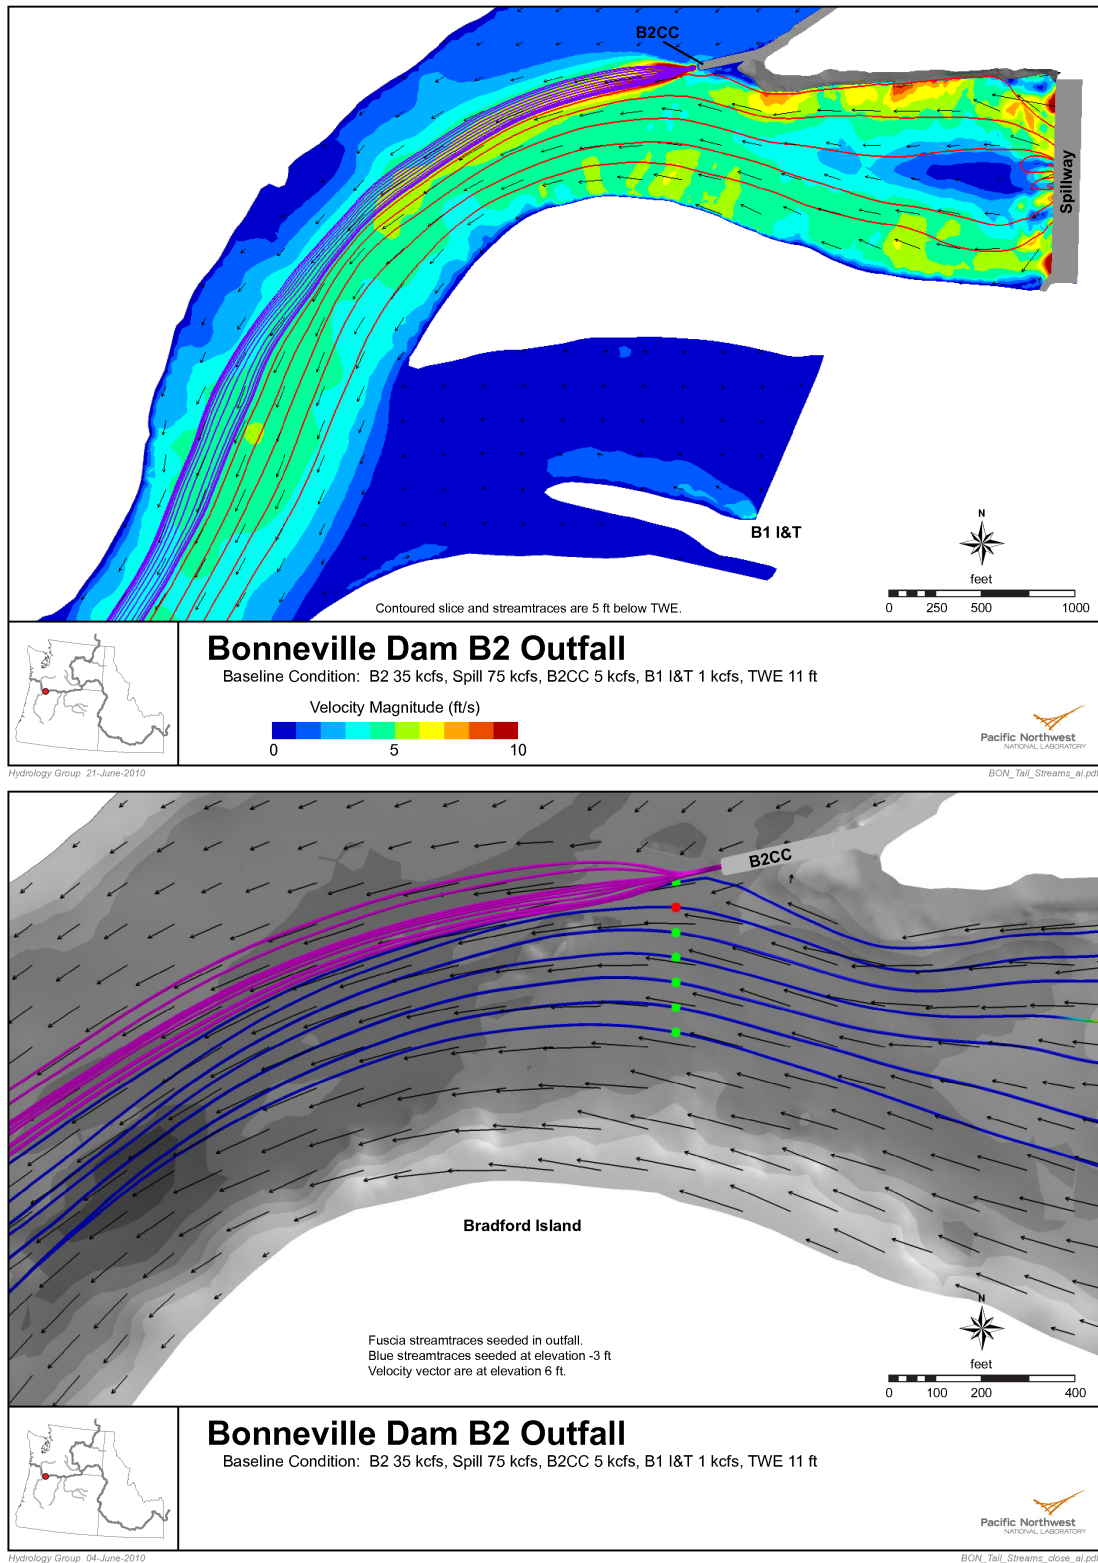 B2CC
Spillway
B1 I&T
N
feet
0 250 500 1000
Contoured slice and streamtraces are 5 ft below TWE.
Bonneville Dam B2 Outfall
Baseline Condition: B2 35 kcfs, Spill 75 kcfs, B2CC 5 kcfs, B1 I&T 1 kcfs, TWE 11 ft
Velocity Magnitude (ft/s)
0 5 10
Pacific Northwest
NATIONAL LABORATORY
Hydrology Group 21-June-2010
BON_Tail_Streams_ai.pdf
B2CC
Bradford Island
Fuscia streamtraces seeded in outfall.
Blue streamtraces seeded at elevation -3 ft
Velocity vector are at elevation 6 ft.
N
feet
0 100 200 400
Bonneville Dam B2 Outfall
Baseline Condition: B2 35 kcfs, Spill 75 kcfs, B2CC 5 kcfs, B1 I&T 1 kcfs, TWE 11 ft
Pacific Northwest
NATIONAL LABORATORY
Hydrology Group 04-June-2010
BON_Tail_Streams_close_ai.pdf